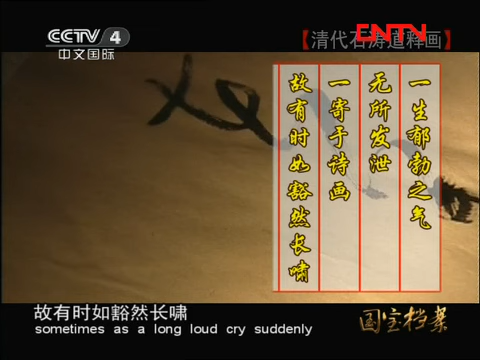 CCTV 4
中文国际
ENTN
【清代石涛道释画】
一生郁勃之气
无所发泄
一寄于诗画
故有时如豁然长啸
故有时如豁然长啸
sometimes as a long loud cry suddenly
国宝档案